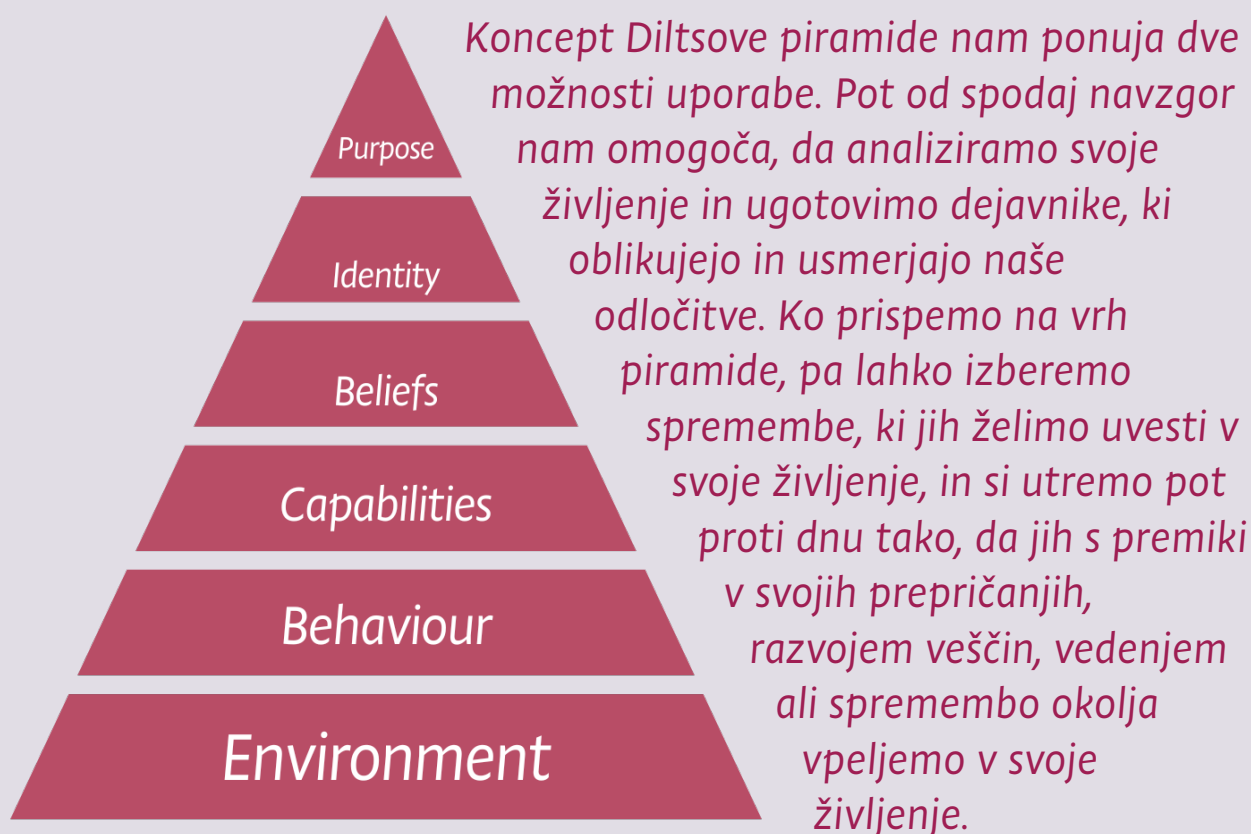 Koncept Diltsove piramide nam ponuja dve
možnosti uporabe. Pot od spodaj navzgor
nam omogoča, da analiziramo svoje
življenje in ugotovimo dejavnike, ki
oblikujejo in usmerjajo naše
odločitve. Ko prispemo na vrh
piramide, pa lahko izberemo
spremembe, ki jih želimo uvesti v
svoje življenje, in si utremo pot
proti dnu tako, da jih s premiki
v svojih prepričanjih,
razvojem veščin, vedenjem
ali spremembo okolja
vpeljemo v svoje
življenje.
Purpose
Identity
Beliefs
Capabilities
Behaviour
Environment